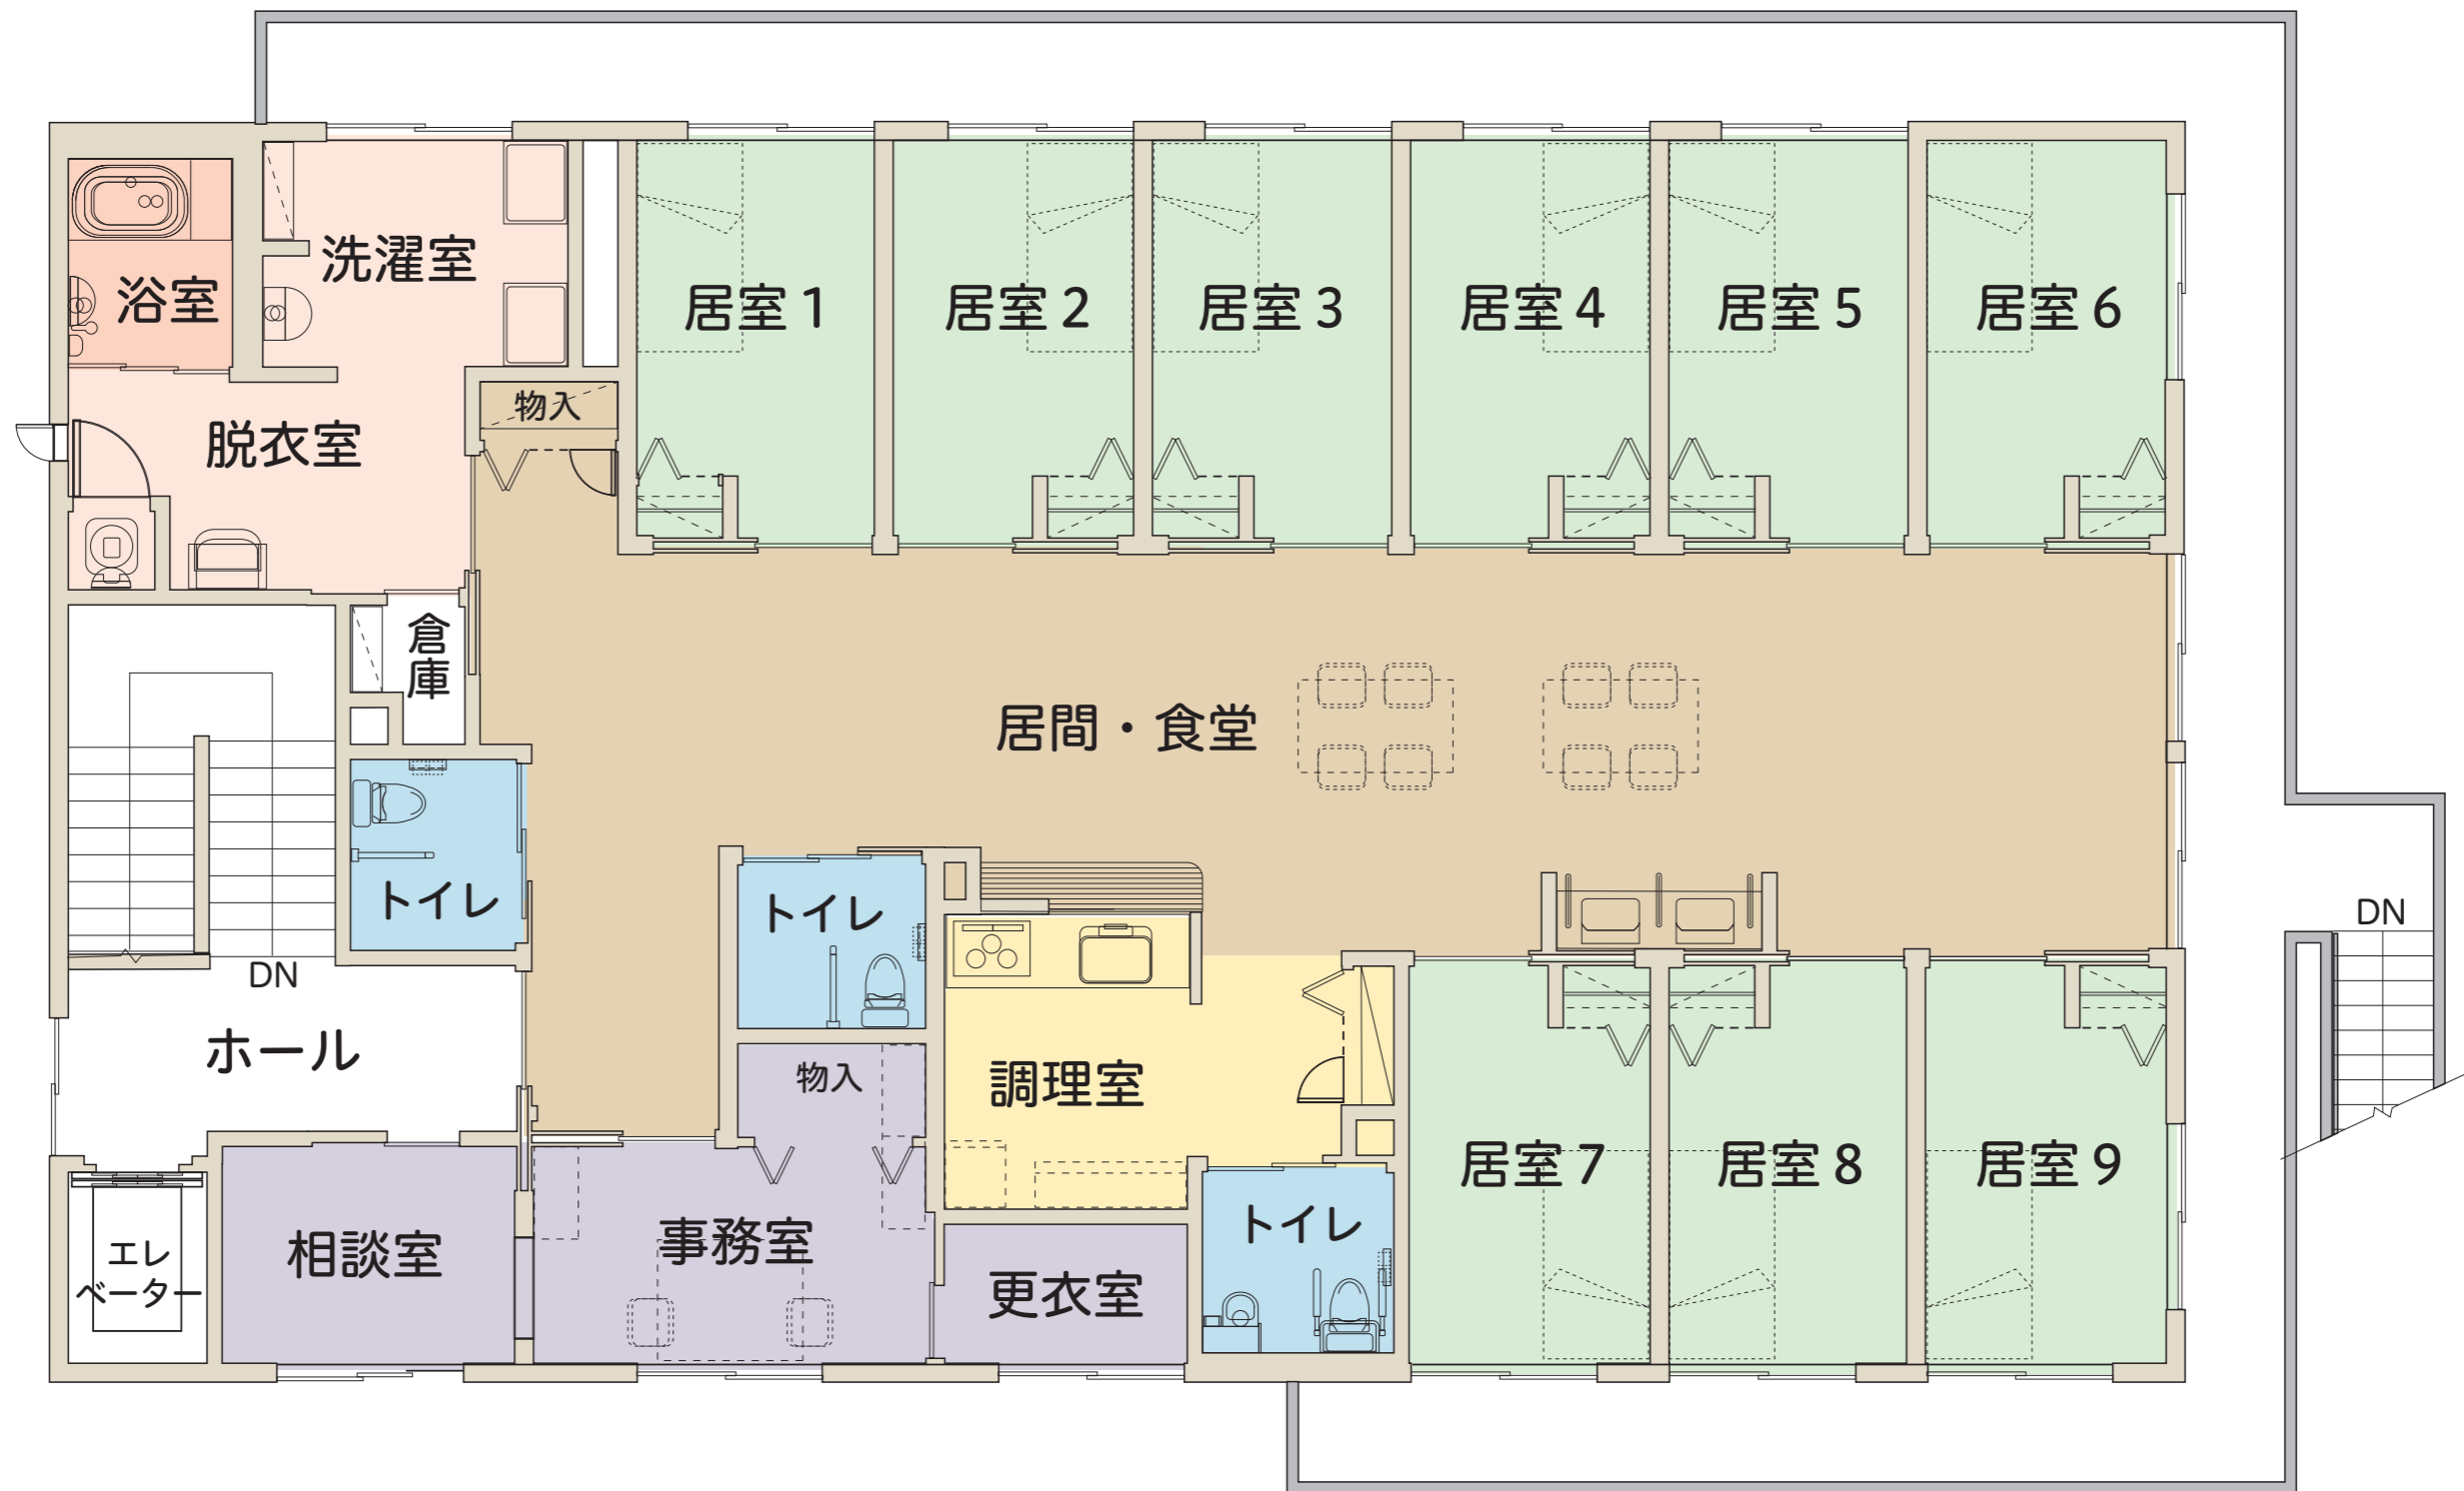 洗濯室
浴室
居室 1
居室 2
居室 3
居室 4
居室 5
居室 6
物入
脱衣室
倉庫
居間・食堂
トイレ
トイレ
DN
DN
ホール
物入
調理室
居室 7
居室 8
居室 9
エレ
ベーター
相談室
事務室
更衣室
トイレ